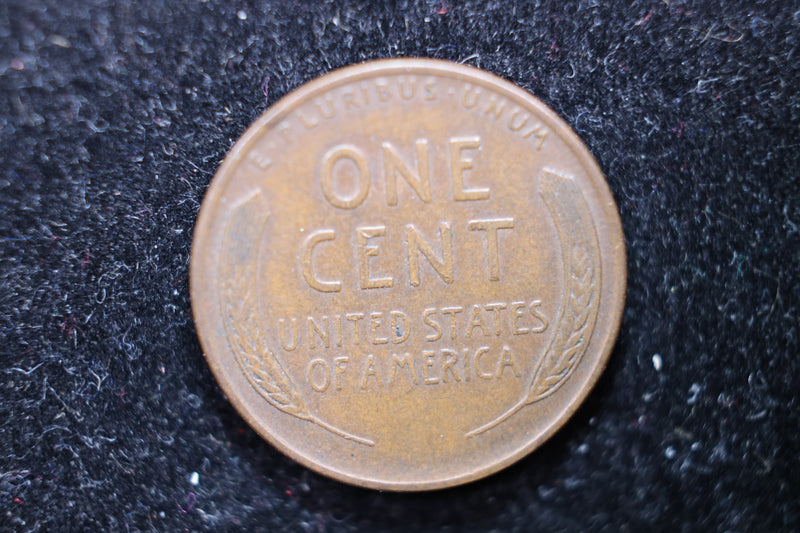 E·PLURIBUS·UNUM
ONE
CENT
UNITED STATES
OF AMERICA